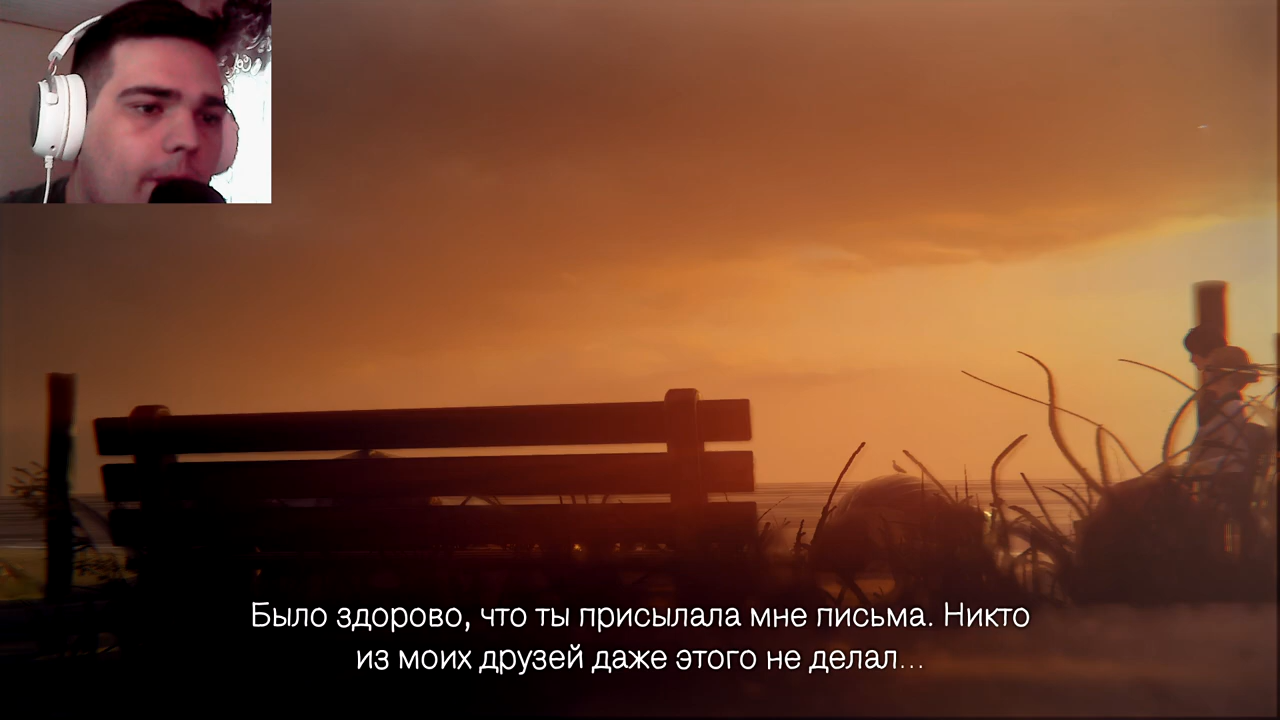 Было здорово, что ты присылала мне письма. Никто
из моих друзей даже этого не делал...